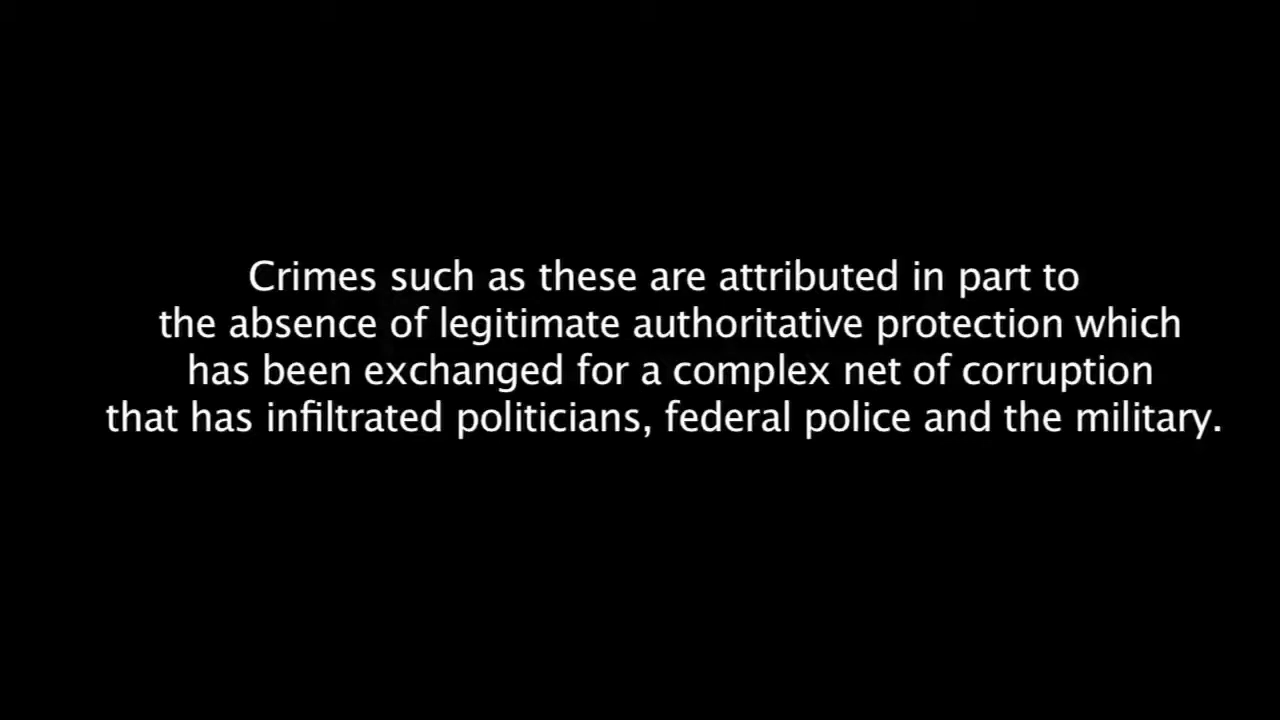 Crimes such as these are attributed in part to
the absence of legitimate authoritative protection which
has been exchanged for a complex net of corruption
that has infiltrated politicians, federal police and the military.